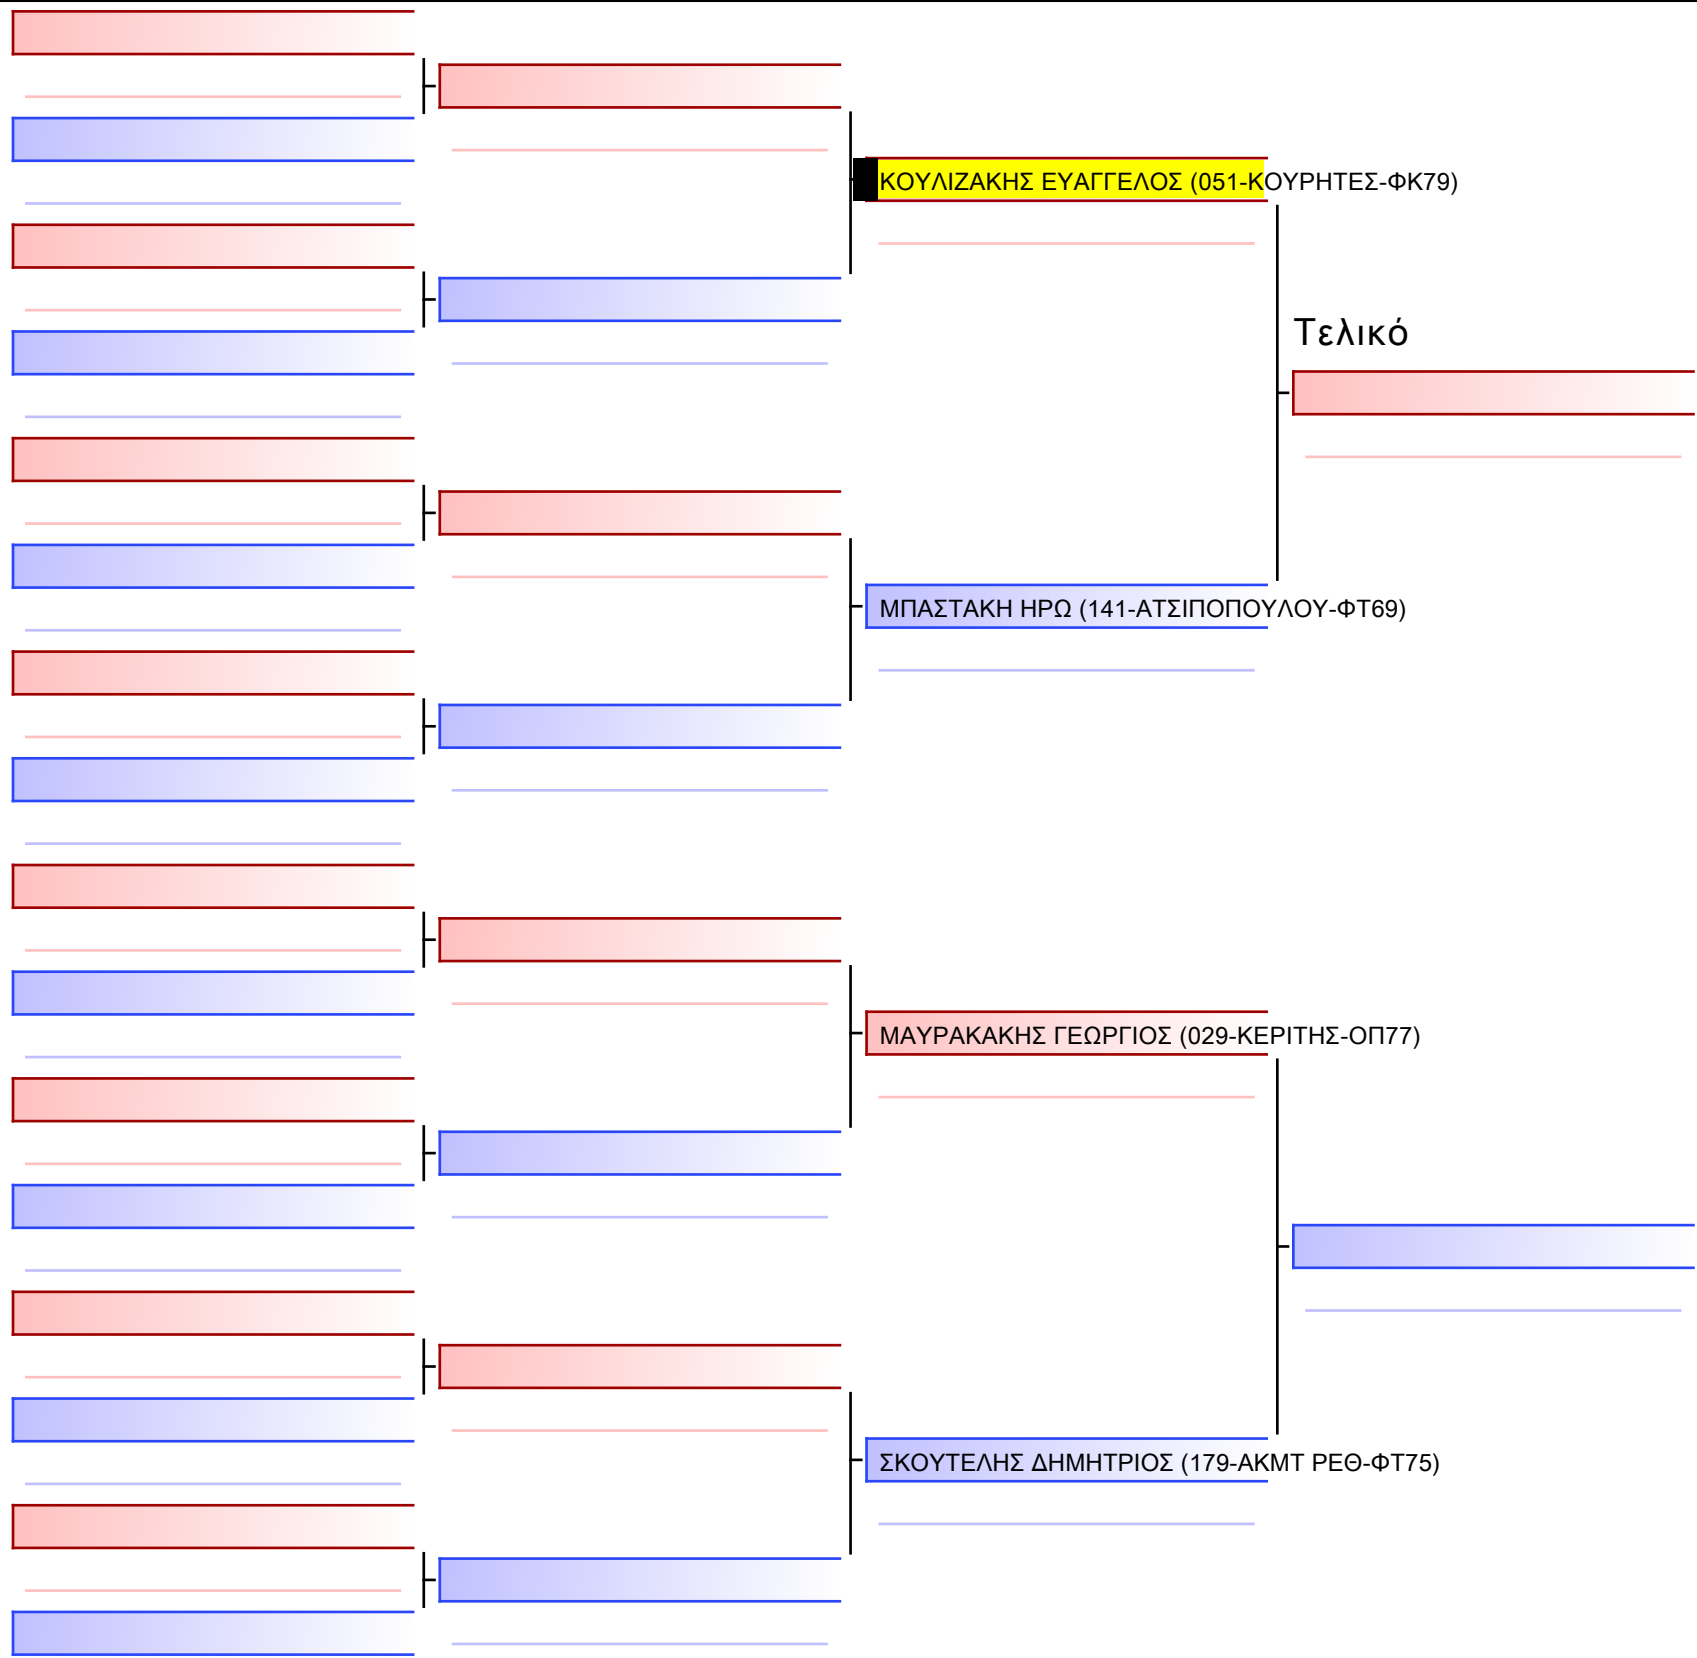 ΚΟΥΛΙΖΑΚΗΣ ΕΥΑΓΓΕΛΟΣ (051-ΚΟΥΡΗΤΕΣ-ΦΚ79)
Τελικό
ΜΠΑΣΤΑΚΗ ΗΡΩ (141-ΑΤΣΙΠΟΠΟΥΛΟΥ-ΦΤ69)
ΜΑΥΡΑΚΑΚΗΣ ΓΕΩΡΓΙΟΣ (029-ΚΕΡΙΤΗΣ-ΟΠ77)
ΣΚΟΥΤΕΛΗΣ ΔΗΜΗΤΡΙΟΣ (179-ΑΚΜΤ ΡΕΘ-ΦΤ75)